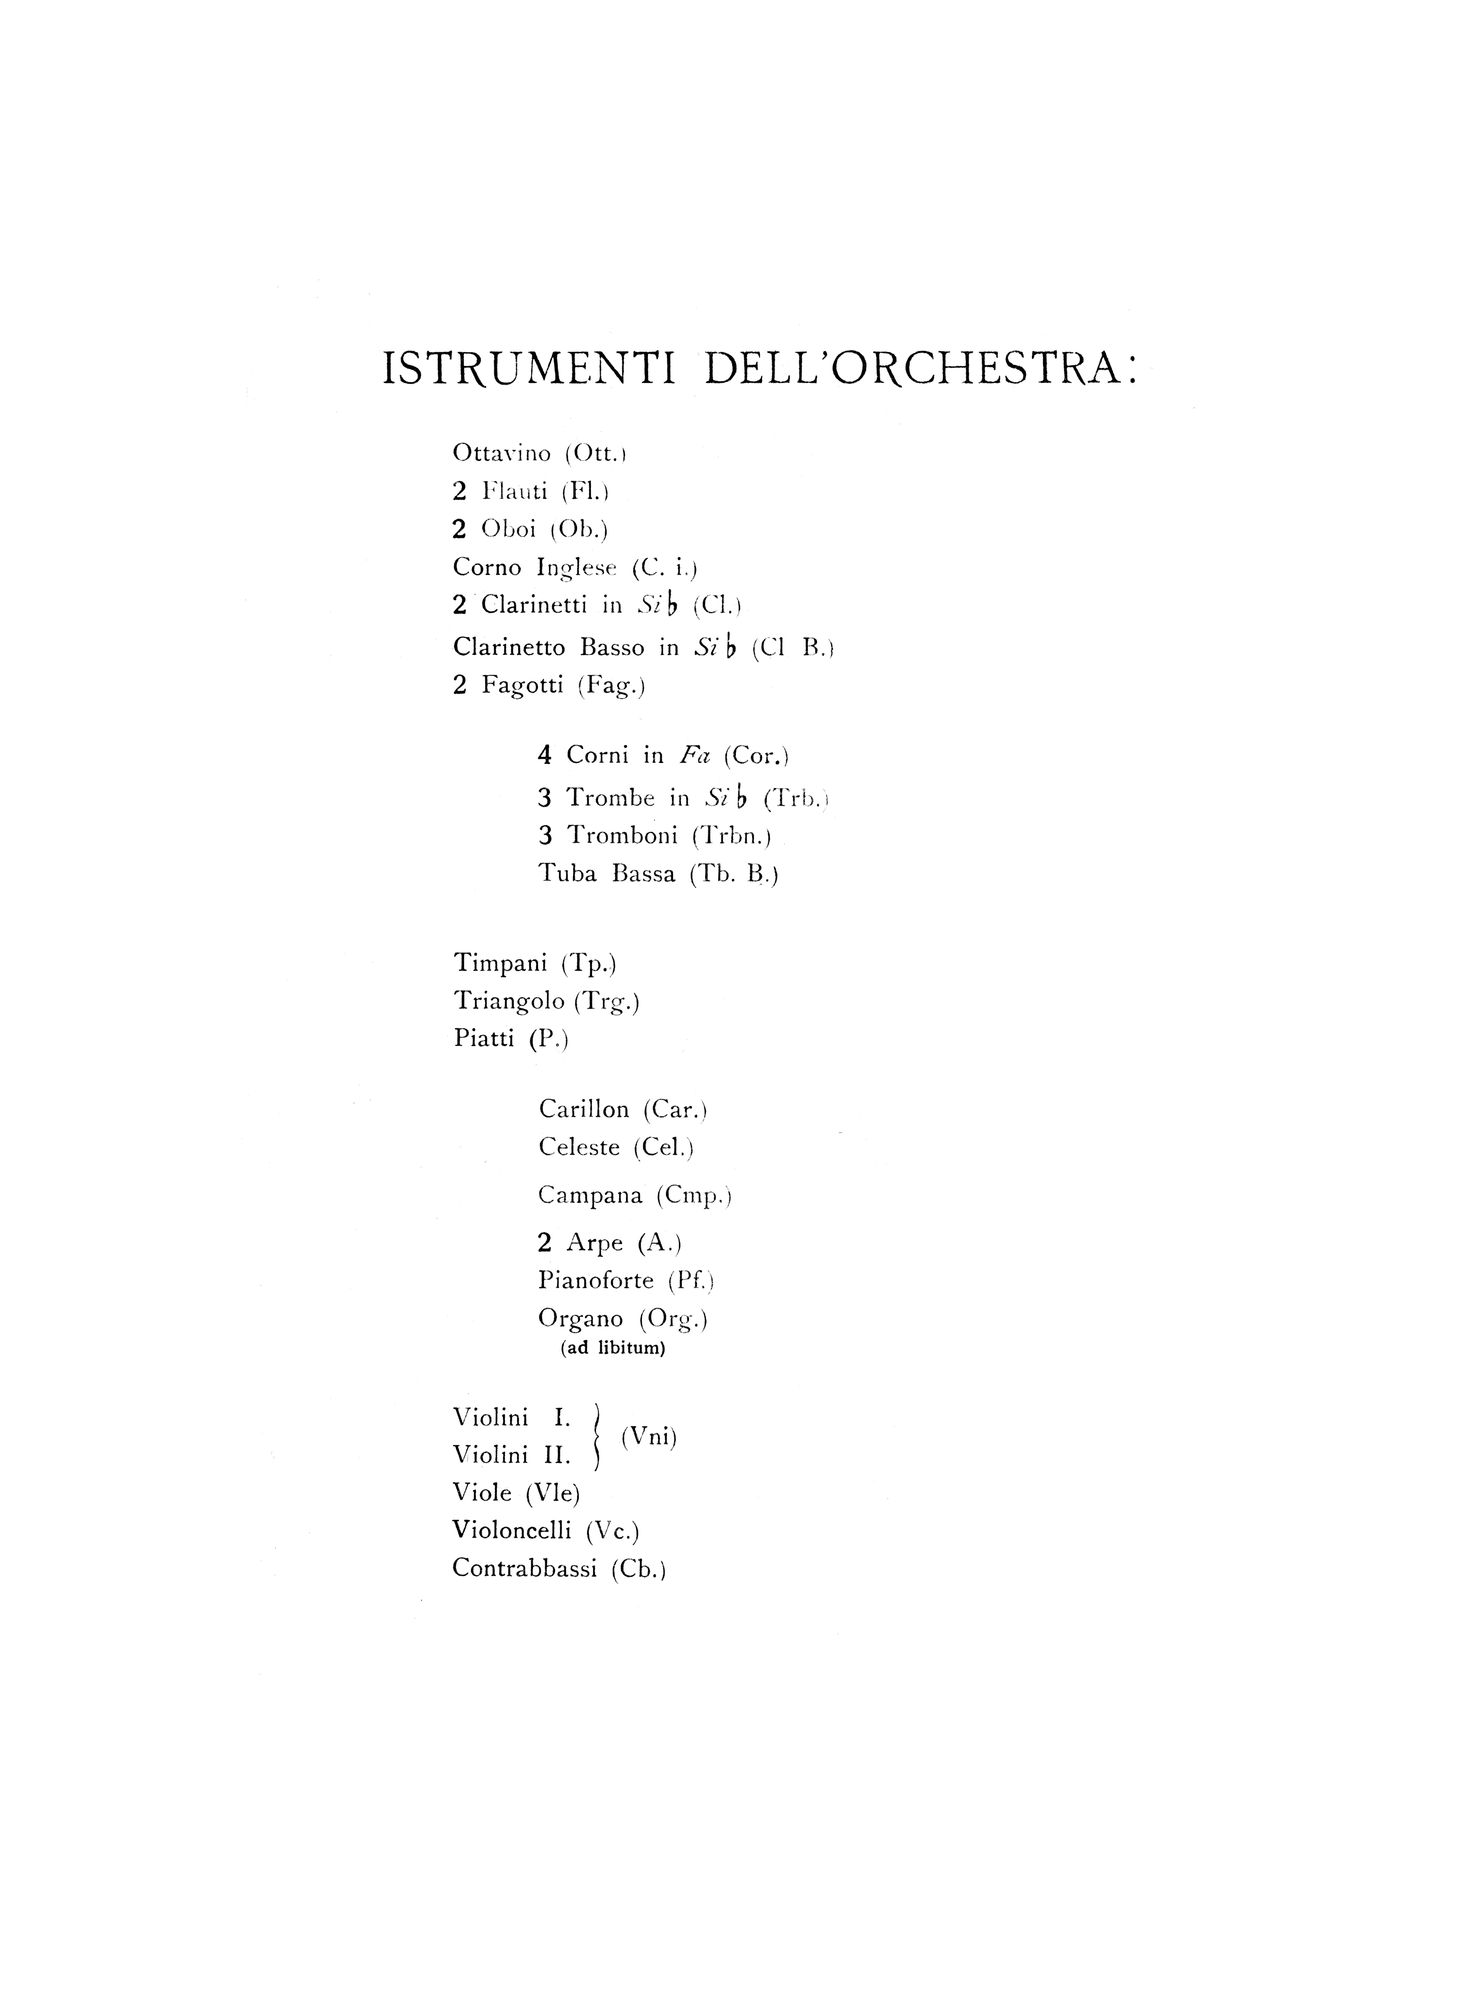 ISTRUMENTI DELL'ORCHESTRA:
Ottavino (Ott.)
2 Flauti (Fl.)
2 Oboi (Ob.)
Corno Inglese (C. i.)
2 Clarinetti in Si♭ (Cl.)
Clarinetto Basso in Si♭ (Cl B.)
2 Fagotti (Fag.)
4 Corni in Fa (Cor.)
3 Trombe in Si♭ (Trb.)
3 Tromboni (Trbn.)
Tuba Bassa (Tb. B.)
Timpani (Tp.)
Triangolo (Trg.)
Piatti (P.)
Carillon (Car.)
Celeste (Cel.)
Campana (Cmp.)
2 Arpe (A.)
Pianoforte (Pf.)
Organo (Org.)
(ad libitum)
Violini I.
(Vni)
Violini II.
Viole (Vle)
Violoncelli (Vc.)
Contrabbassi (Cb.)